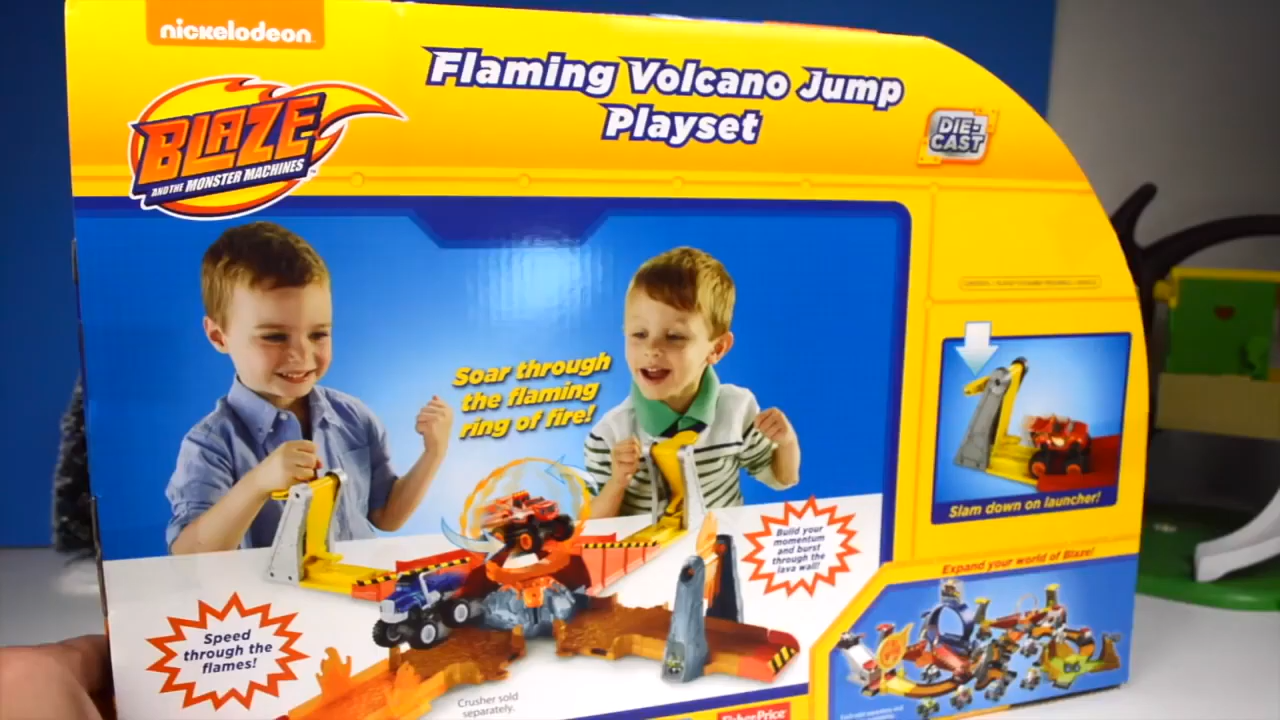 nickelodeon
BLAZE
AND THE MONSTER MACHINES
Flaming Volcano Jump
Playset
DIE-
CAST
Soar through
the flaming
ring of fire!
Slam down on launcher!
Build your
momentum
and burst
through the
lava wall!
Expand your world of Blaze!
Speed
through the
flames!
Crusher sold
separately.
Fisher-Price